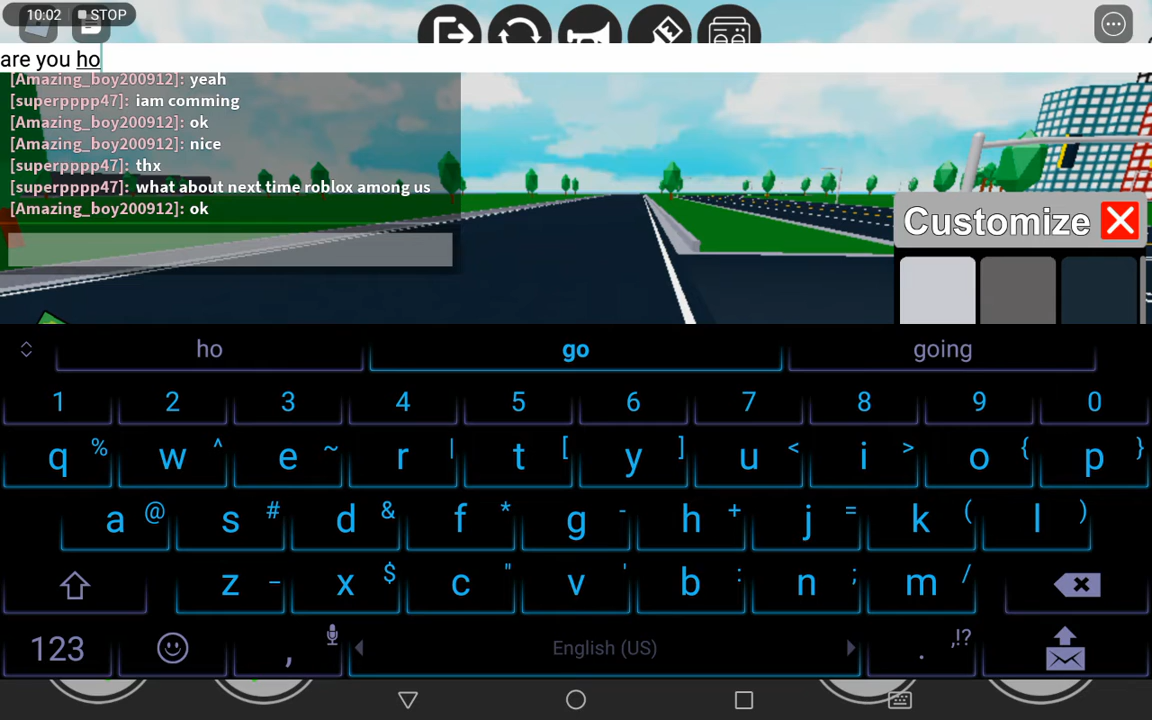 10:02 STOP
are you ho
[Amazing_boy200912]: yeah
[superpppp47]: iam comming
[Amazing_boy200912]: ok
[Amazing_boy200912]: nice
[superpppp47]: thx
[superpppp47]: what about next time roblox among us
[Amazing_boy200912]: ok
Customize
ho go going
1 2 3 4 5 6 7 8 9 0
q % w ^ e ~ r | t [ y ] u < i > o { p }
a @ s # d & f * g - h + j = k ( l )
z _ x $ c " v ' b : n ; m /
123 , English (US) . ,!?